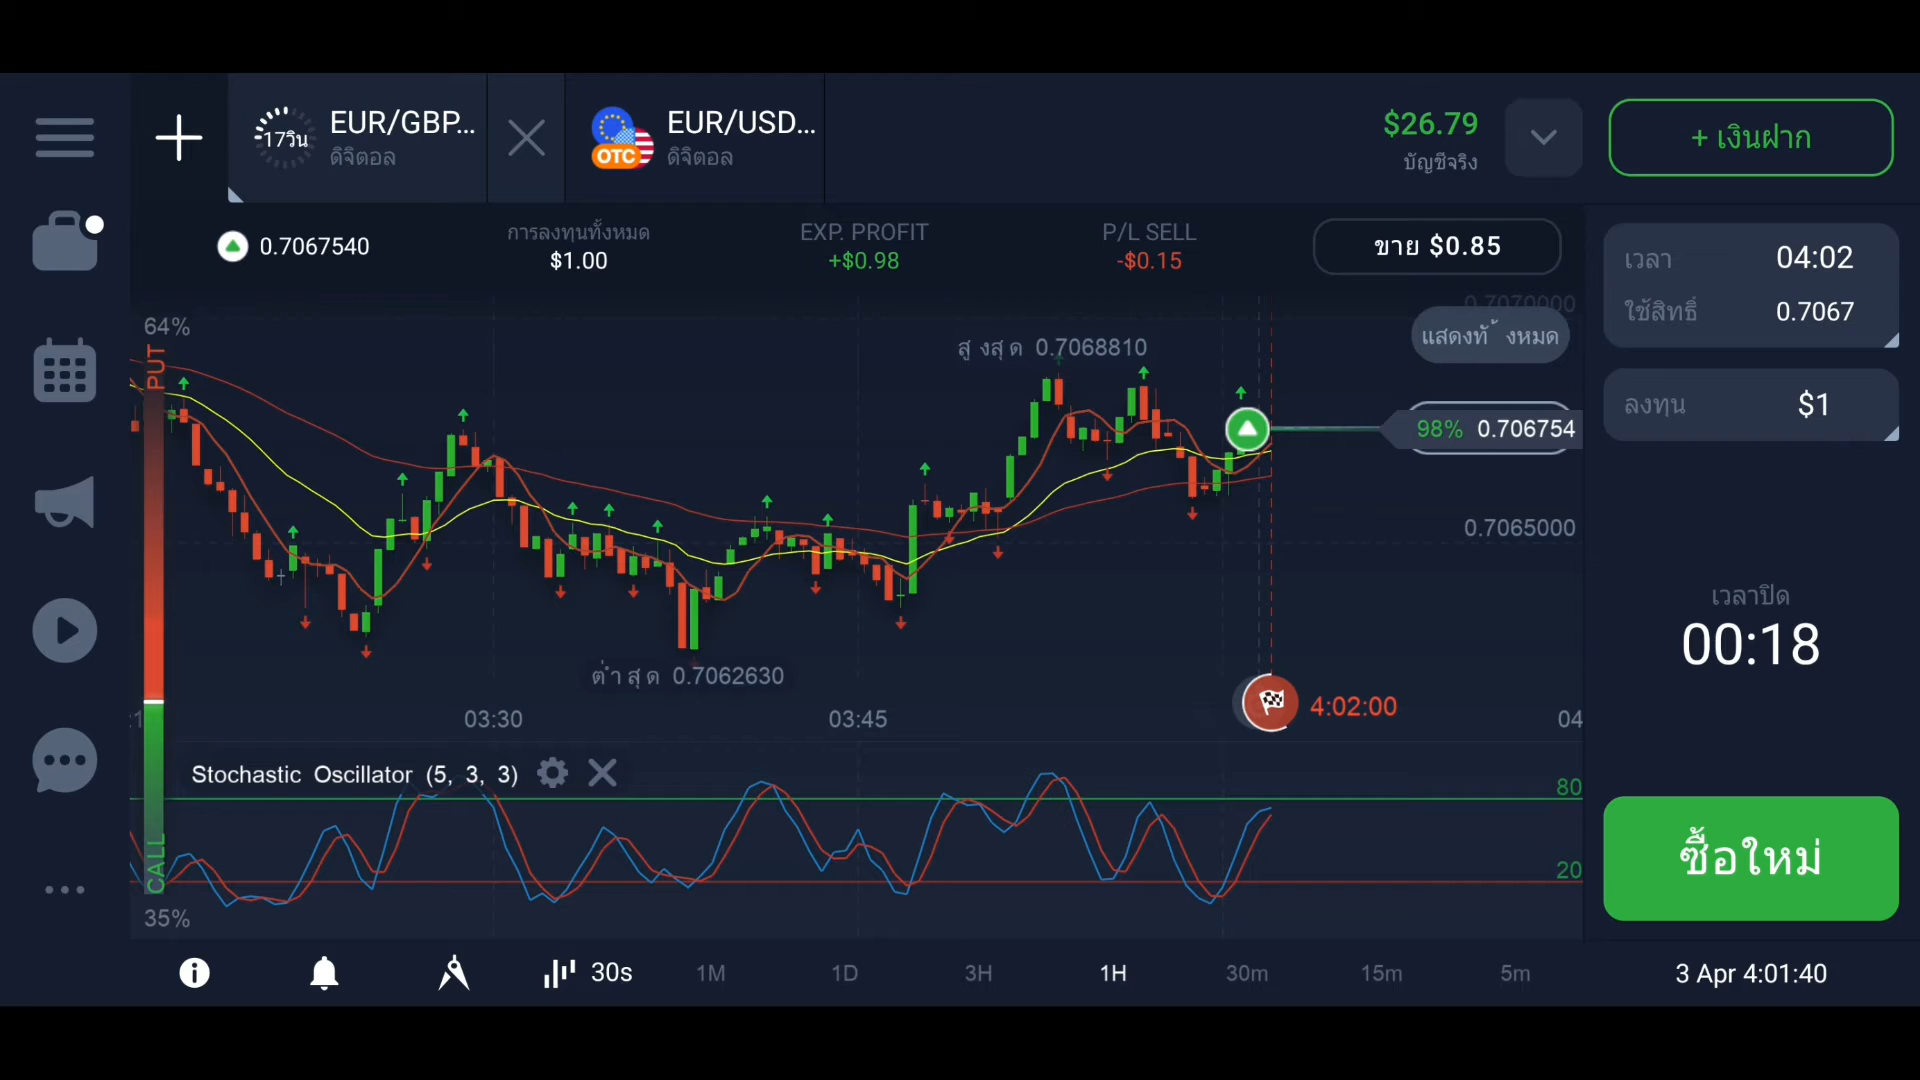 17วิน
EUR/GBP...
ดิจิตอล
OTC
EUR/USD...
ดิจิตอล
$26.79
บัญชีจริง
+ เงินฝาก
0.7067540
การลงทุนทั้งหมด
$1.00
EXP. PROFIT
+$0.98
P/L SELL
-$0.15
ขาย $0.85
เวลา 04:02
ใช้สิทธิ์ 0.7067
ลงทุน $1
0.7070000
แสดงทั้งหมด
64%
PUT
สูงสุด 0.7068810
98% 0.706754
0.7065000
ต่ำสุด 0.7062630
03:30
03:45
4:02:00
04
เวลาปิด
00:18
Stochastic Oscillator (5, 3, 3)
80
20
CALL
35%
ซื้อใหม่
30s
1M
1D
3H
1H
30m
15m
5m
3 Apr 4:01:40